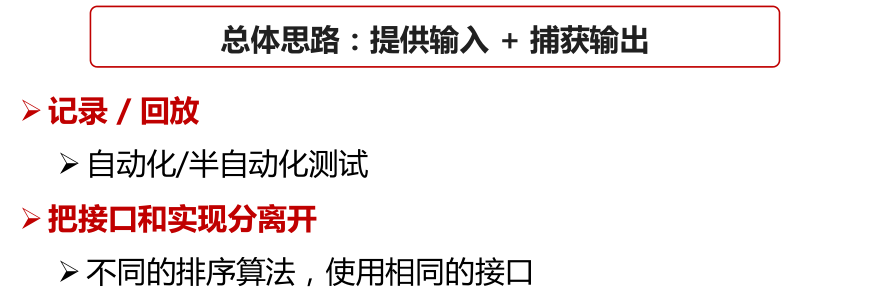 总体思路：提供输入 + 捕获输出
记录 / 回放
自动化/半自动化测试
把接口和实现分离开
不同的排序算法，使用相同的接口